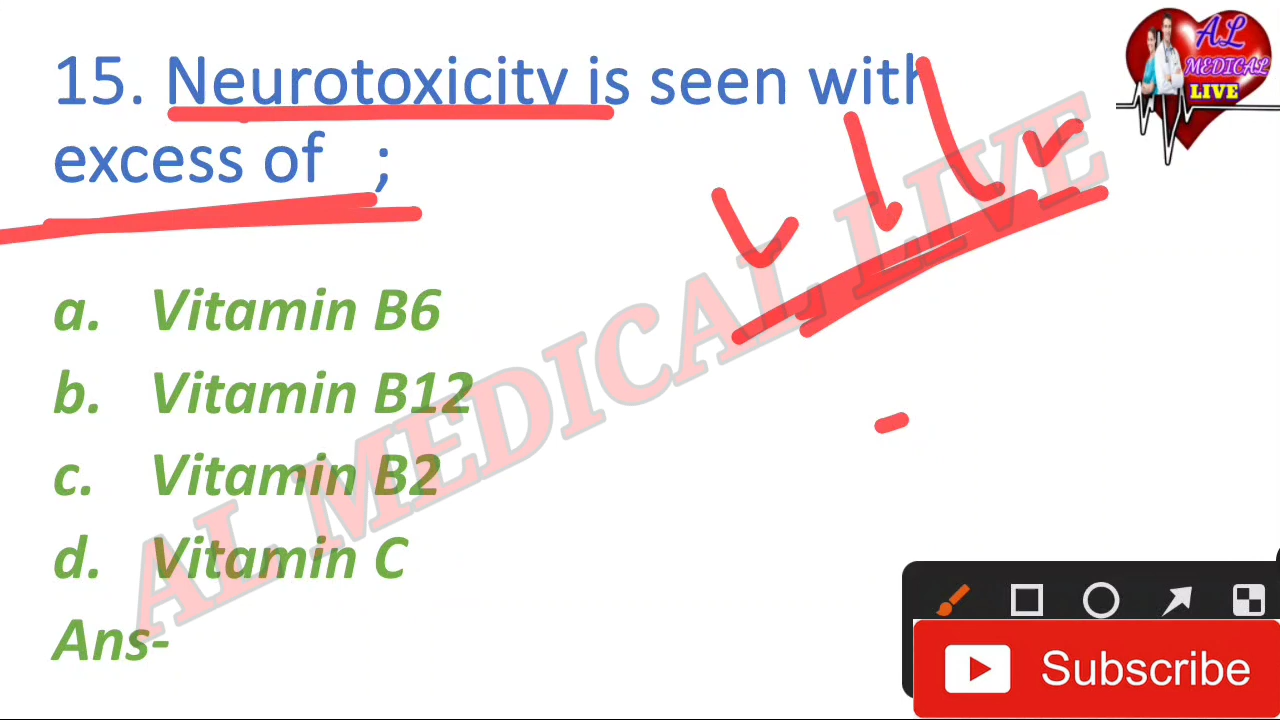 15. Neurotoxicity is seen with
excess of ;
a. Vitamin B6
b. Vitamin B12
c. Vitamin B2
d. Vitamin C
Ans-
AL MEDICAL LIVE
AL
MEDICAL
LIVE
Subscribe